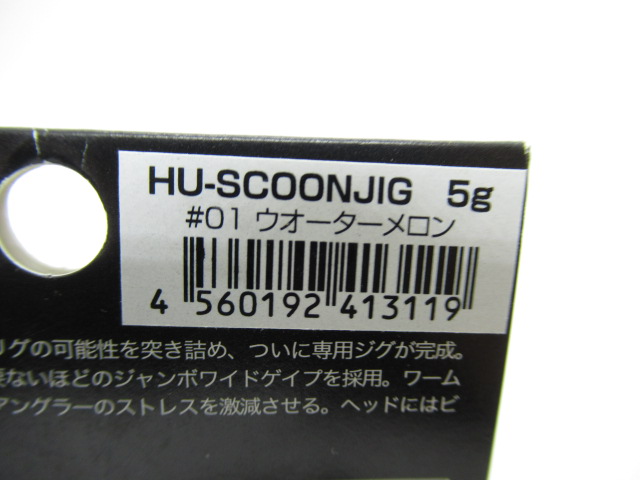 HU-SCOONJIG 5g
#01 ウオーターメロン
4 560192 413119
リグの可能性を突き詰め、ついに専用ジグが完成。
ないほどのジャンボワイドゲイプを採用。ワーム
アングラーのストレスを激減させる。ヘッドにはビ